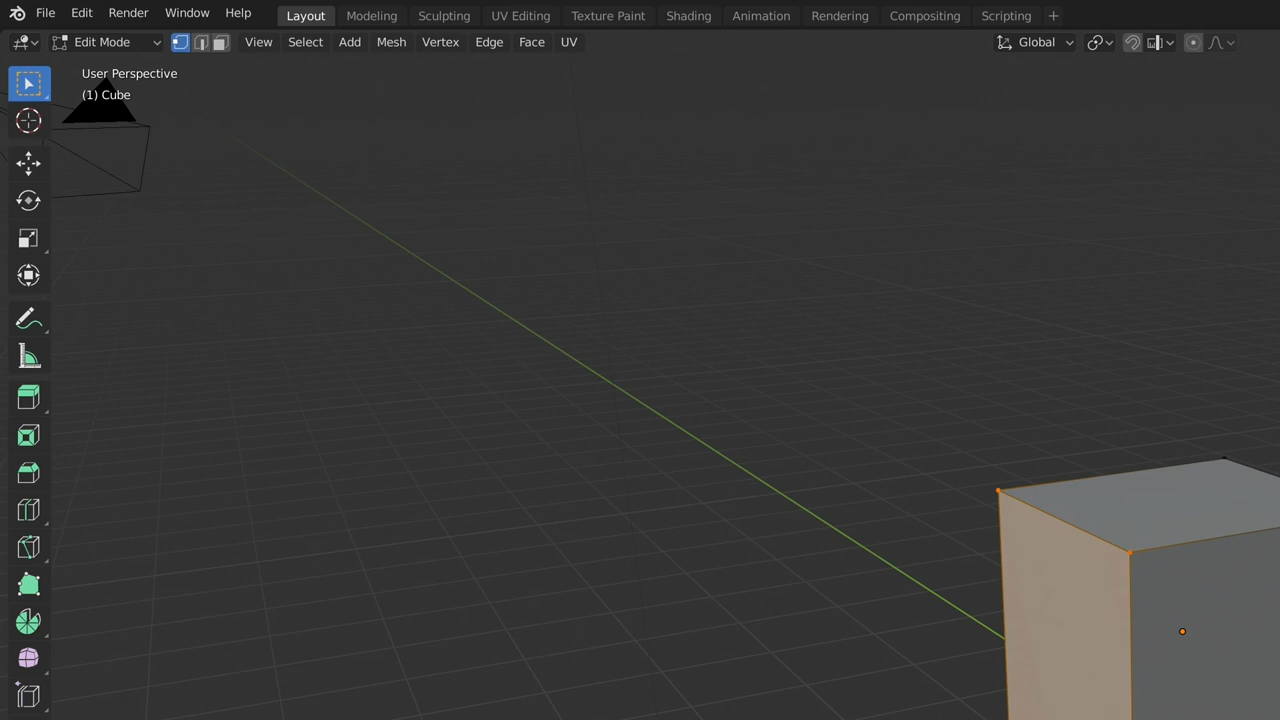 File Edit Render Window Help Layout Modeling Sculpting UV Editing Texture Paint Shading Animation Rendering Compositing Scripting +
Edit Mode View Select Add Mesh Vertex Edge Face UV Global
User Perspective
(1) Cube